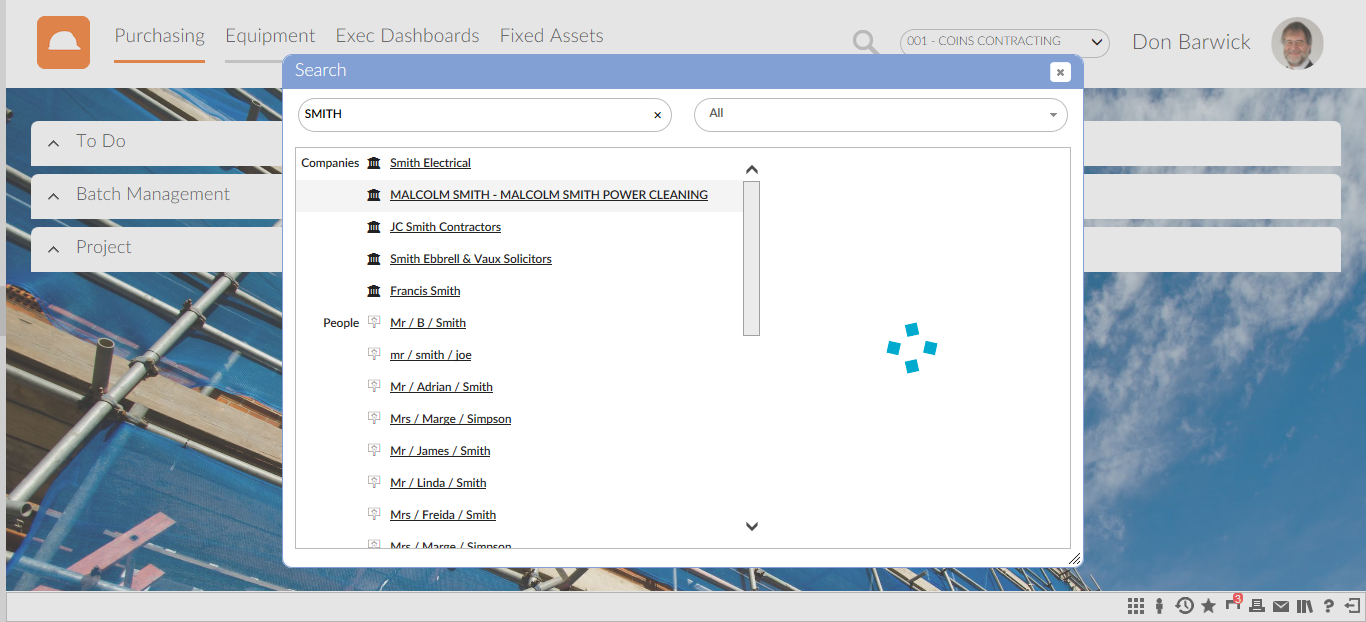 Purchasing Equipment Exec Dashboards Fixed Assets 001 - COINS CONTRACTING Don Barwick
Search
SMITH × All
To Do
Batch Management
Project
Companies Smith Electrical
MALCOLM SMITH - MALCOLM SMITH POWER CLEANING
JC Smith Contractors
Smith Ebbrell & Vaux Solicitors
Francis Smith
People Mr / B / Smith
mr / smith / joe
Mr / Adrian / Smith
Mrs / Marge / Simpson
Mr / James / Smith
Mr / Linda / Smith
Mrs / Freida / Smith
Mrs / Marge / Simpson
3
?